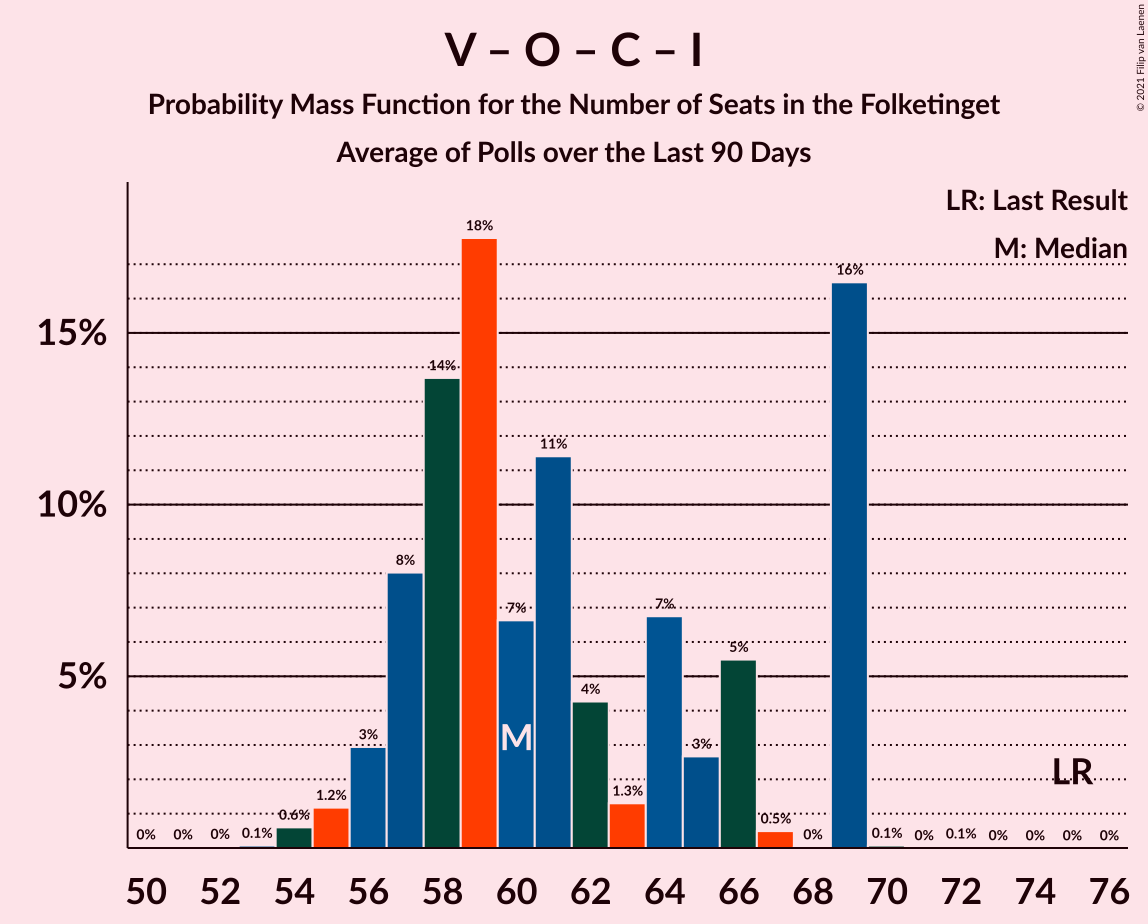 V – O – C – I
Probability Mass Function for the Number of Seats in the Folketinget
Average of Polls over the Last 90 Days
© 2021 Filip van Laenen
LR: Last Result
M: Median
15%
10%
5%
0% 0% 0% 0.1% 0.6% 1.2% 3% 8% 14% 18% 7% 11% 4% 1.3% 7% 3% 5% 0.5% 0% 16% 0.1% 0% 0.1% 0% 0% 0% 0%
M
LR
50 52 54 56 58 60 62 64 66 68 70 72 74 76